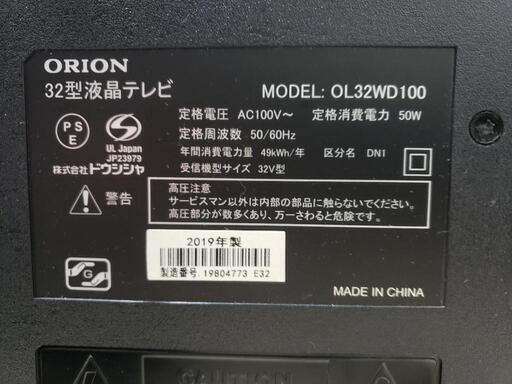 ORION
32型液晶テレビ
MODEL: OL32WD100
定格電圧 AC100V～ 定格消費電力 50W
定格周波数 50/60Hz
年間消費電力量 49kWh/年 区分名 DN1
受信機型サイズ 32V型
PS
E
S
UL Japan
JP23979
株式会社ドウシシャ
警告
高圧注意
サービスマン以外は内部の部品に触らないでください。
高圧部分が数多くあり、万一さわると危険です。
2019年製
製造番号. 19804773 E32
G
MADE IN CHINA
CAUTION